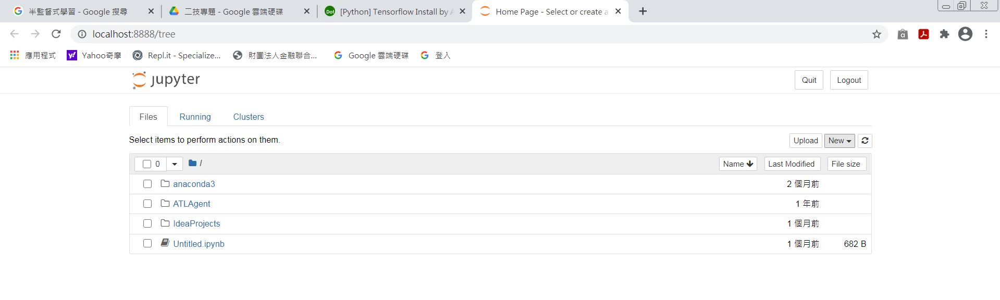 半監督式學習 - Google 搜尋
二技專題 - Google 雲端硬碟
[Python] Tensorflow Install by A
Home Page - Select or create a
localhost:8888/tree
應用程式
Yahoo奇摩
Repl.it - Specialize...
財團法人金融聯合...
Google 雲端硬碟
登入
jupyter
Quit
Logout
Files
Running
Clusters
Select items to perform actions on them.
Upload
New
0
/
Name
Last Modified
File size
anaconda3 2 個月前
ATLAgent 1 年前
IdeaProjects 1 個月前
Untitled.ipynb 1 個月前 682 B